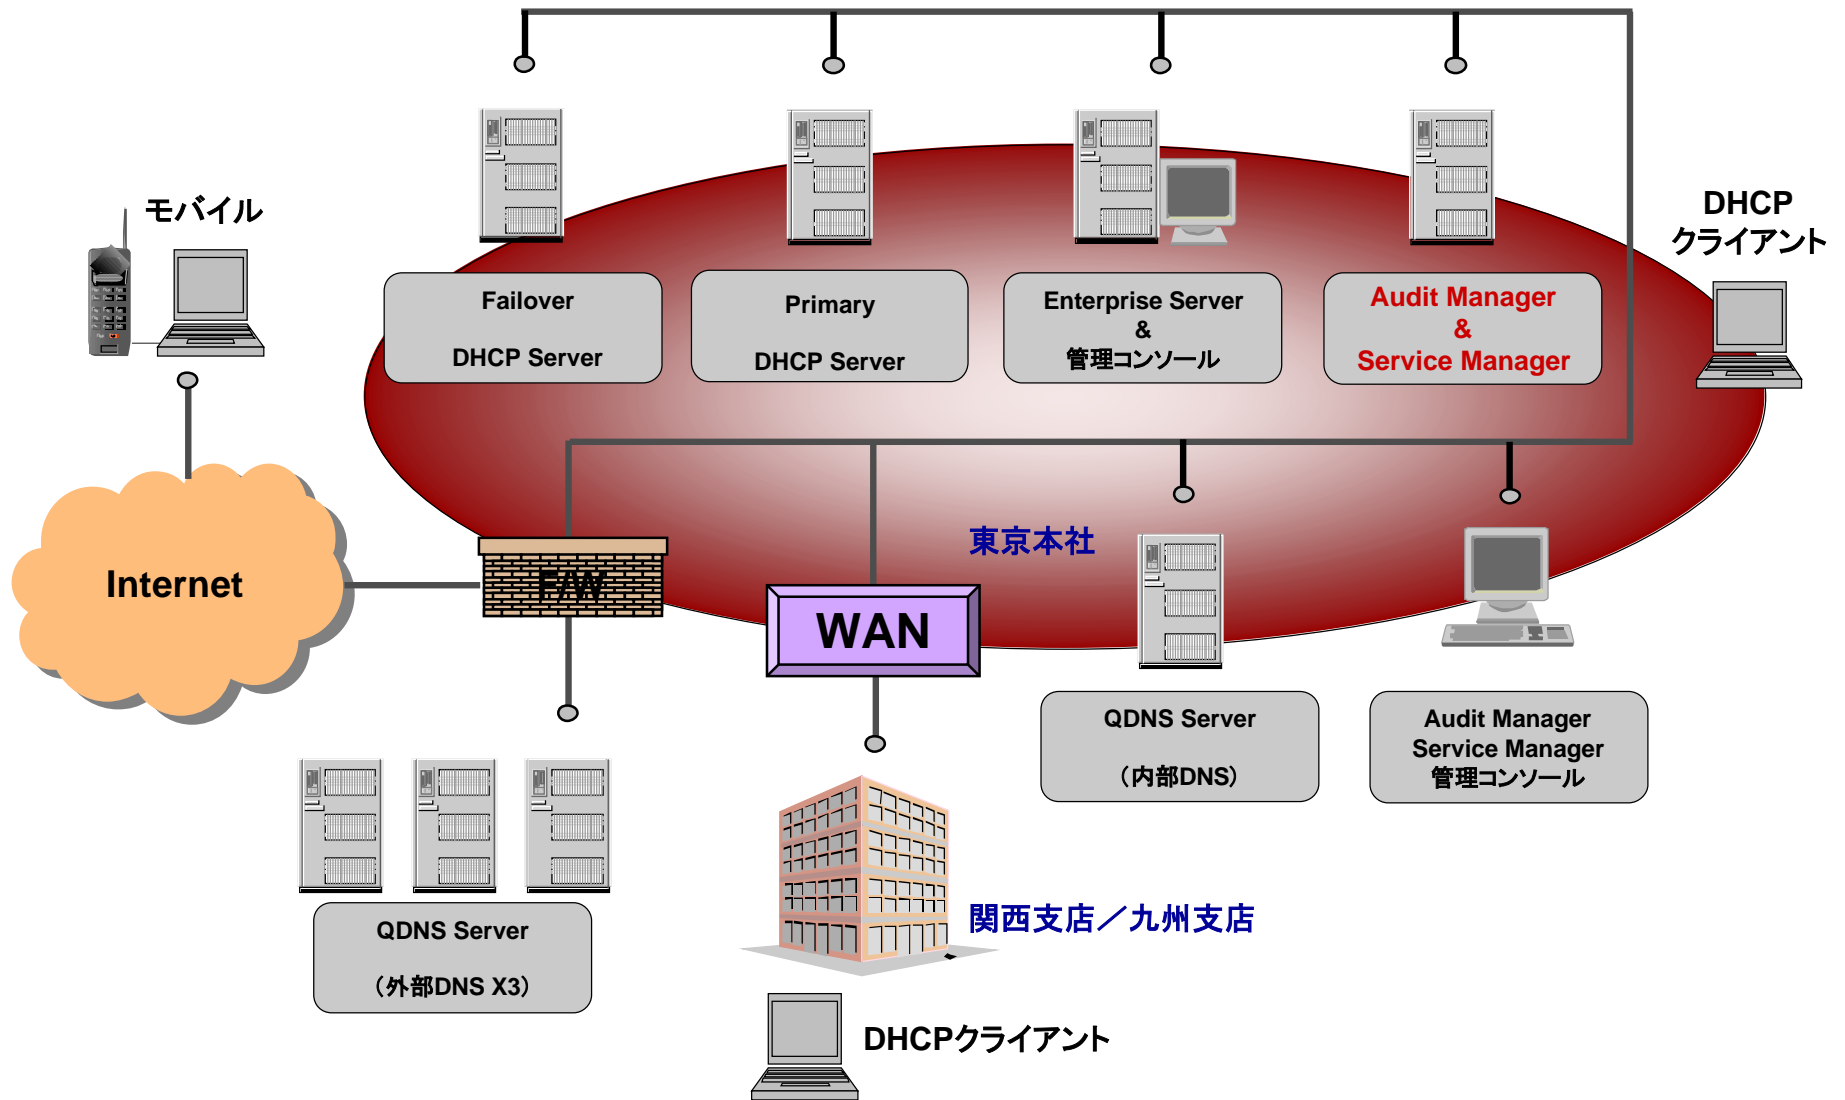 モバイル
DHCP
クライアント
Failover
DHCP Server
Primary
DHCP Server
Enterprise Server
&
管理コンソール
Audit Manager
&
Service Manager
Internet
F/W
東京本社
WAN
QDNS Server
（内部DNS）
Audit Manager
Service Manager
管理コンソール
QDNS Server
（外部DNS X3）
関西支店／九州支店
DHCPクライアント